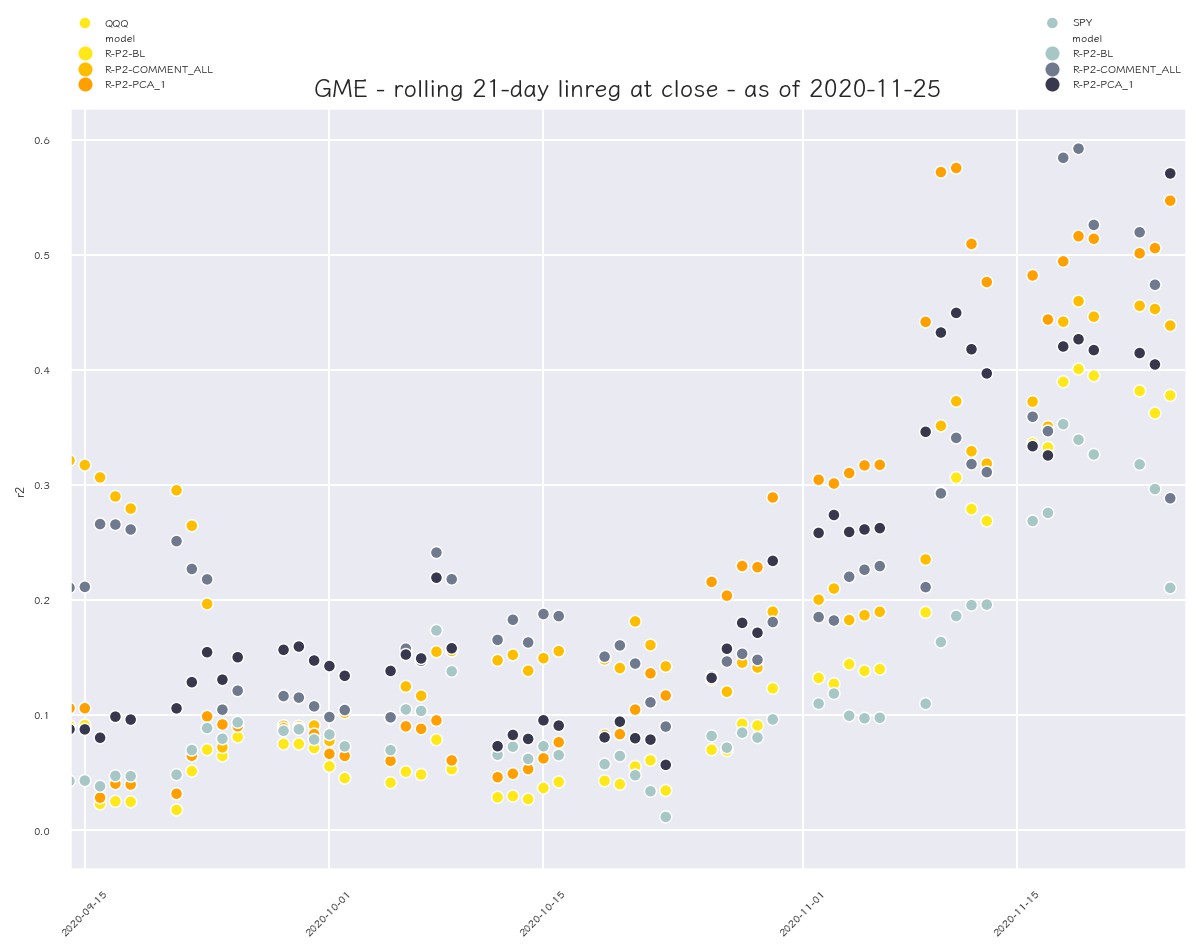 QQQ
model
R-P2-BL
R-P2-COMMENT_ALL
R-P2-PCA_1
SPY
model
R-P2-BL
R-P2-COMMENT_ALL
R-P2-PCA_1
GME - rolling 21-day linreg at close - as of 2020-11-25
r2
0.6
0.5
0.4
0.3
0.2
0.1
0.0
2020-09-15
2020-10-01
2020-10-15
2020-11-01
2020-11-15